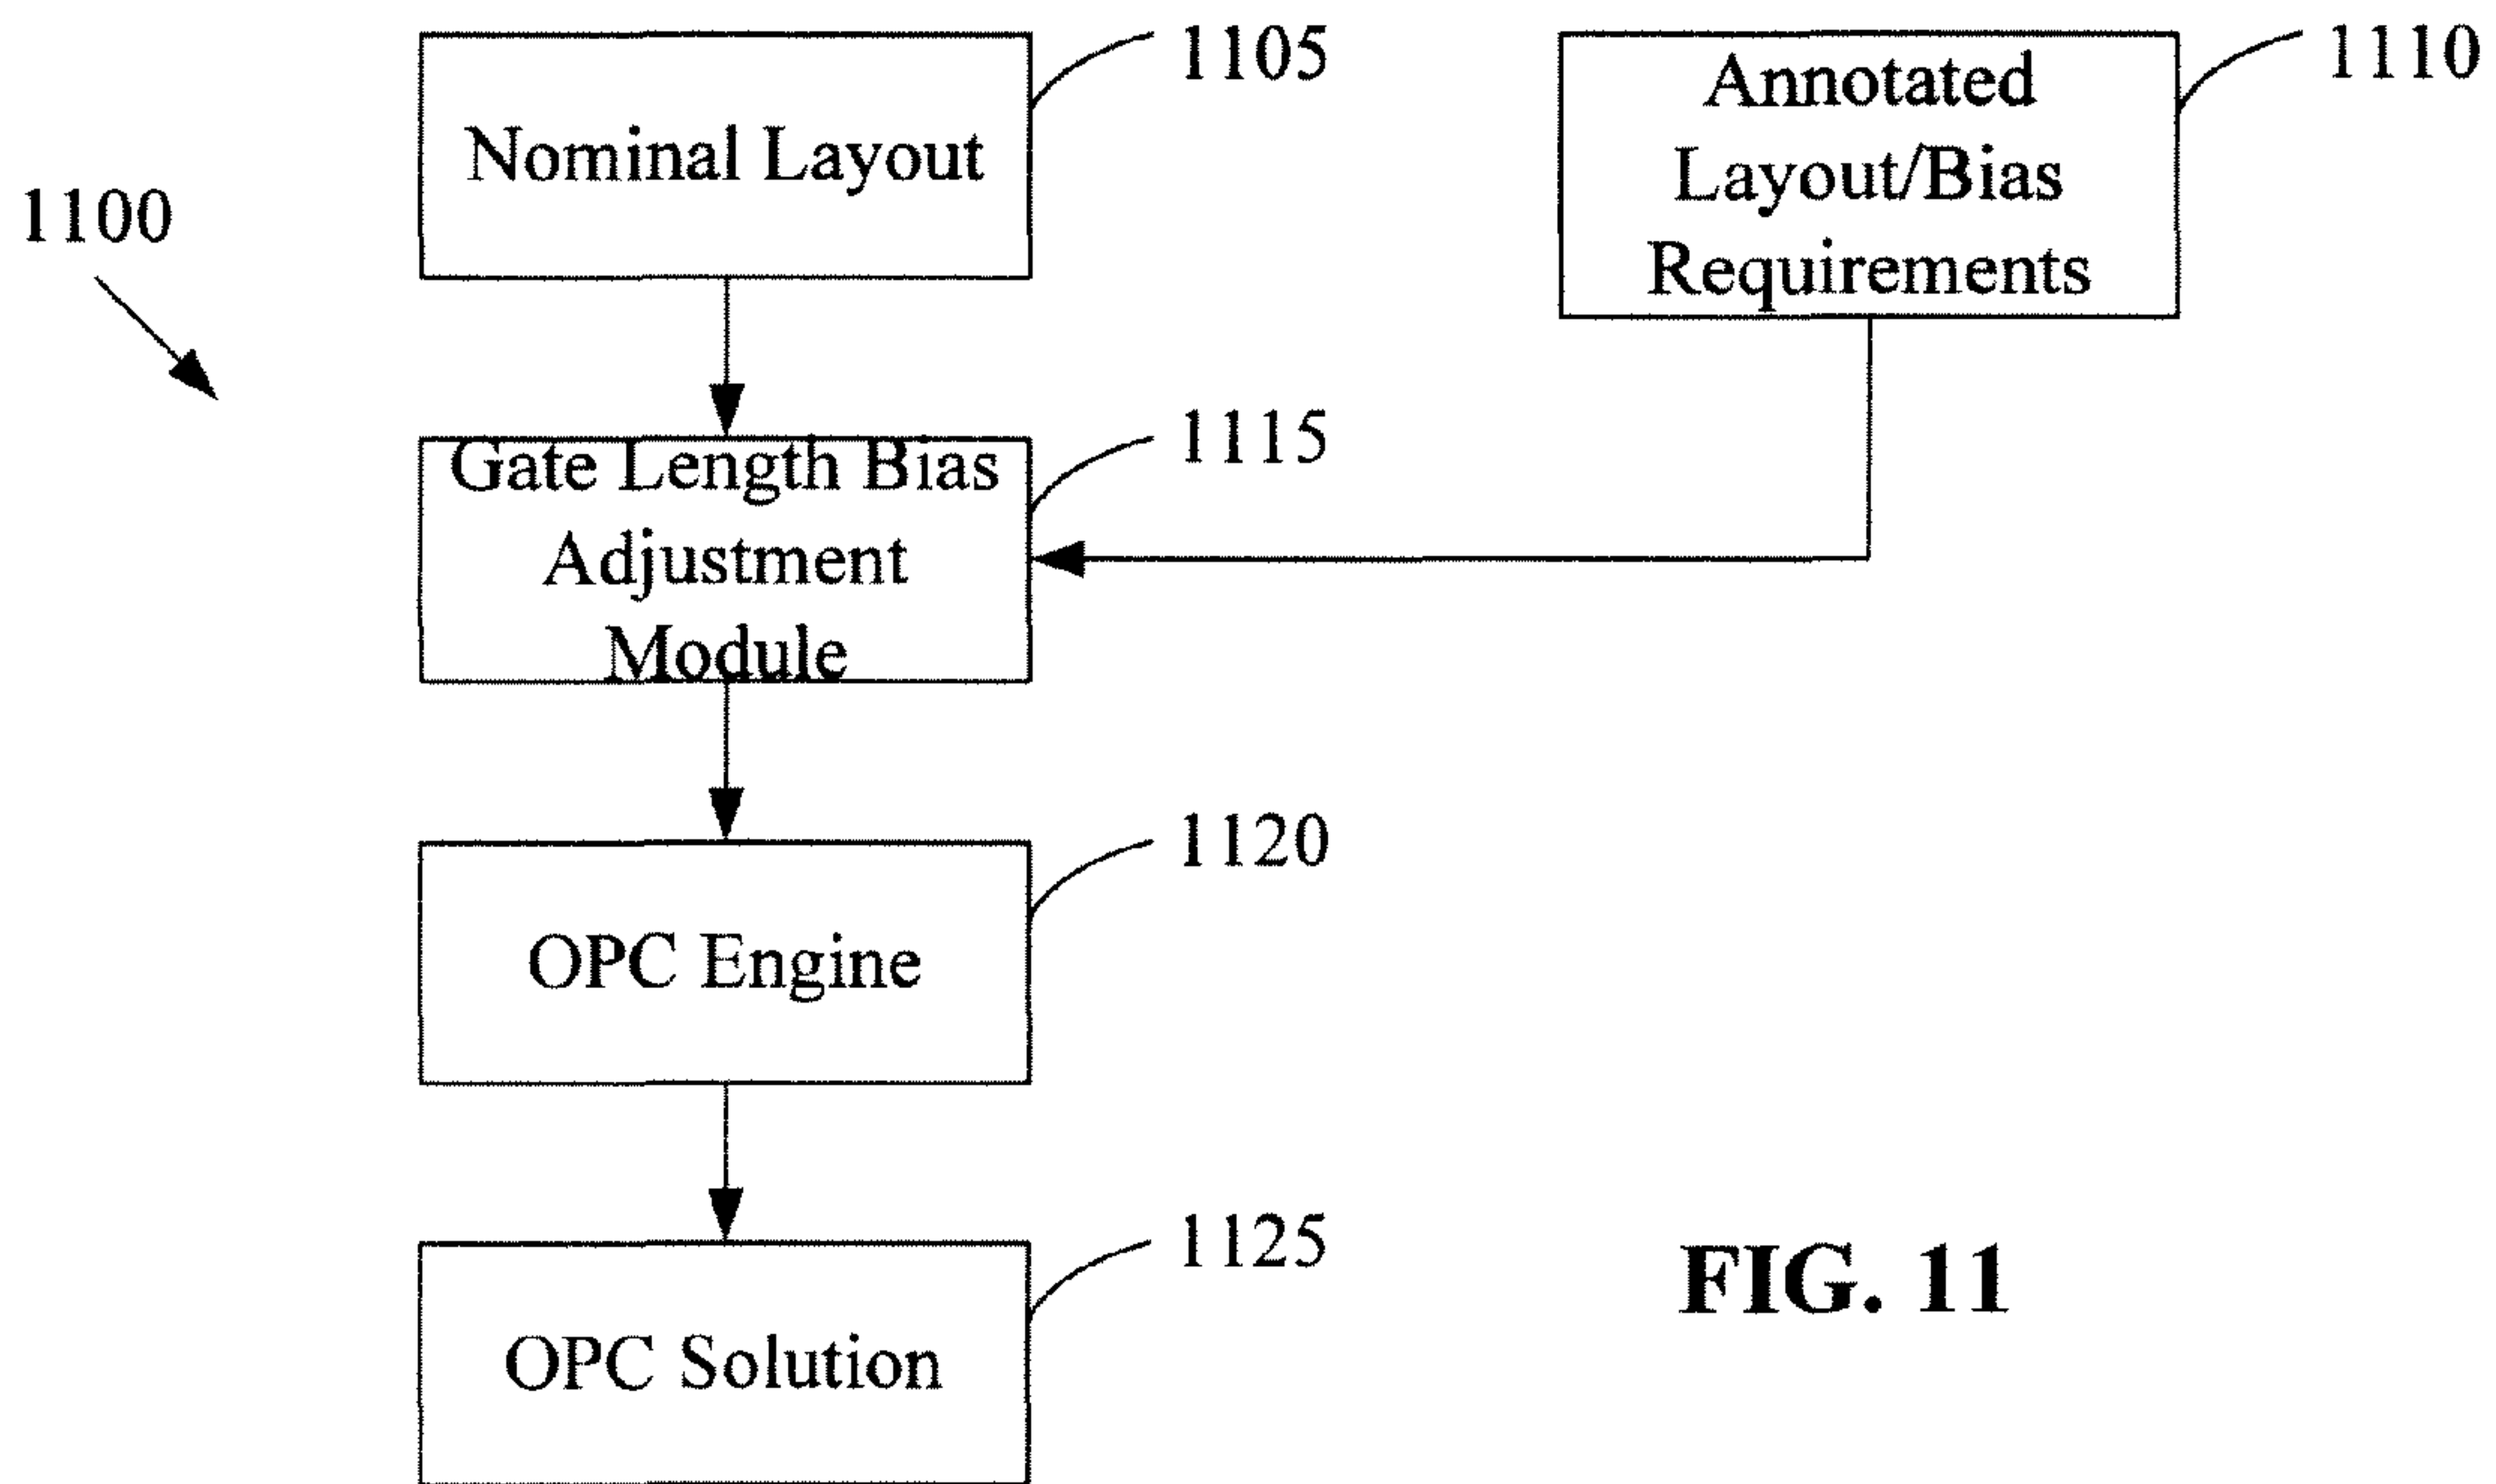 1100
Nominal Layout
1105
Annotated
Layout/Bias
Requirements
1110
Gate Length Bias
Adjustment
Module
1115
OPC Engine
1120
OPC Solution
1125
FIG. 11